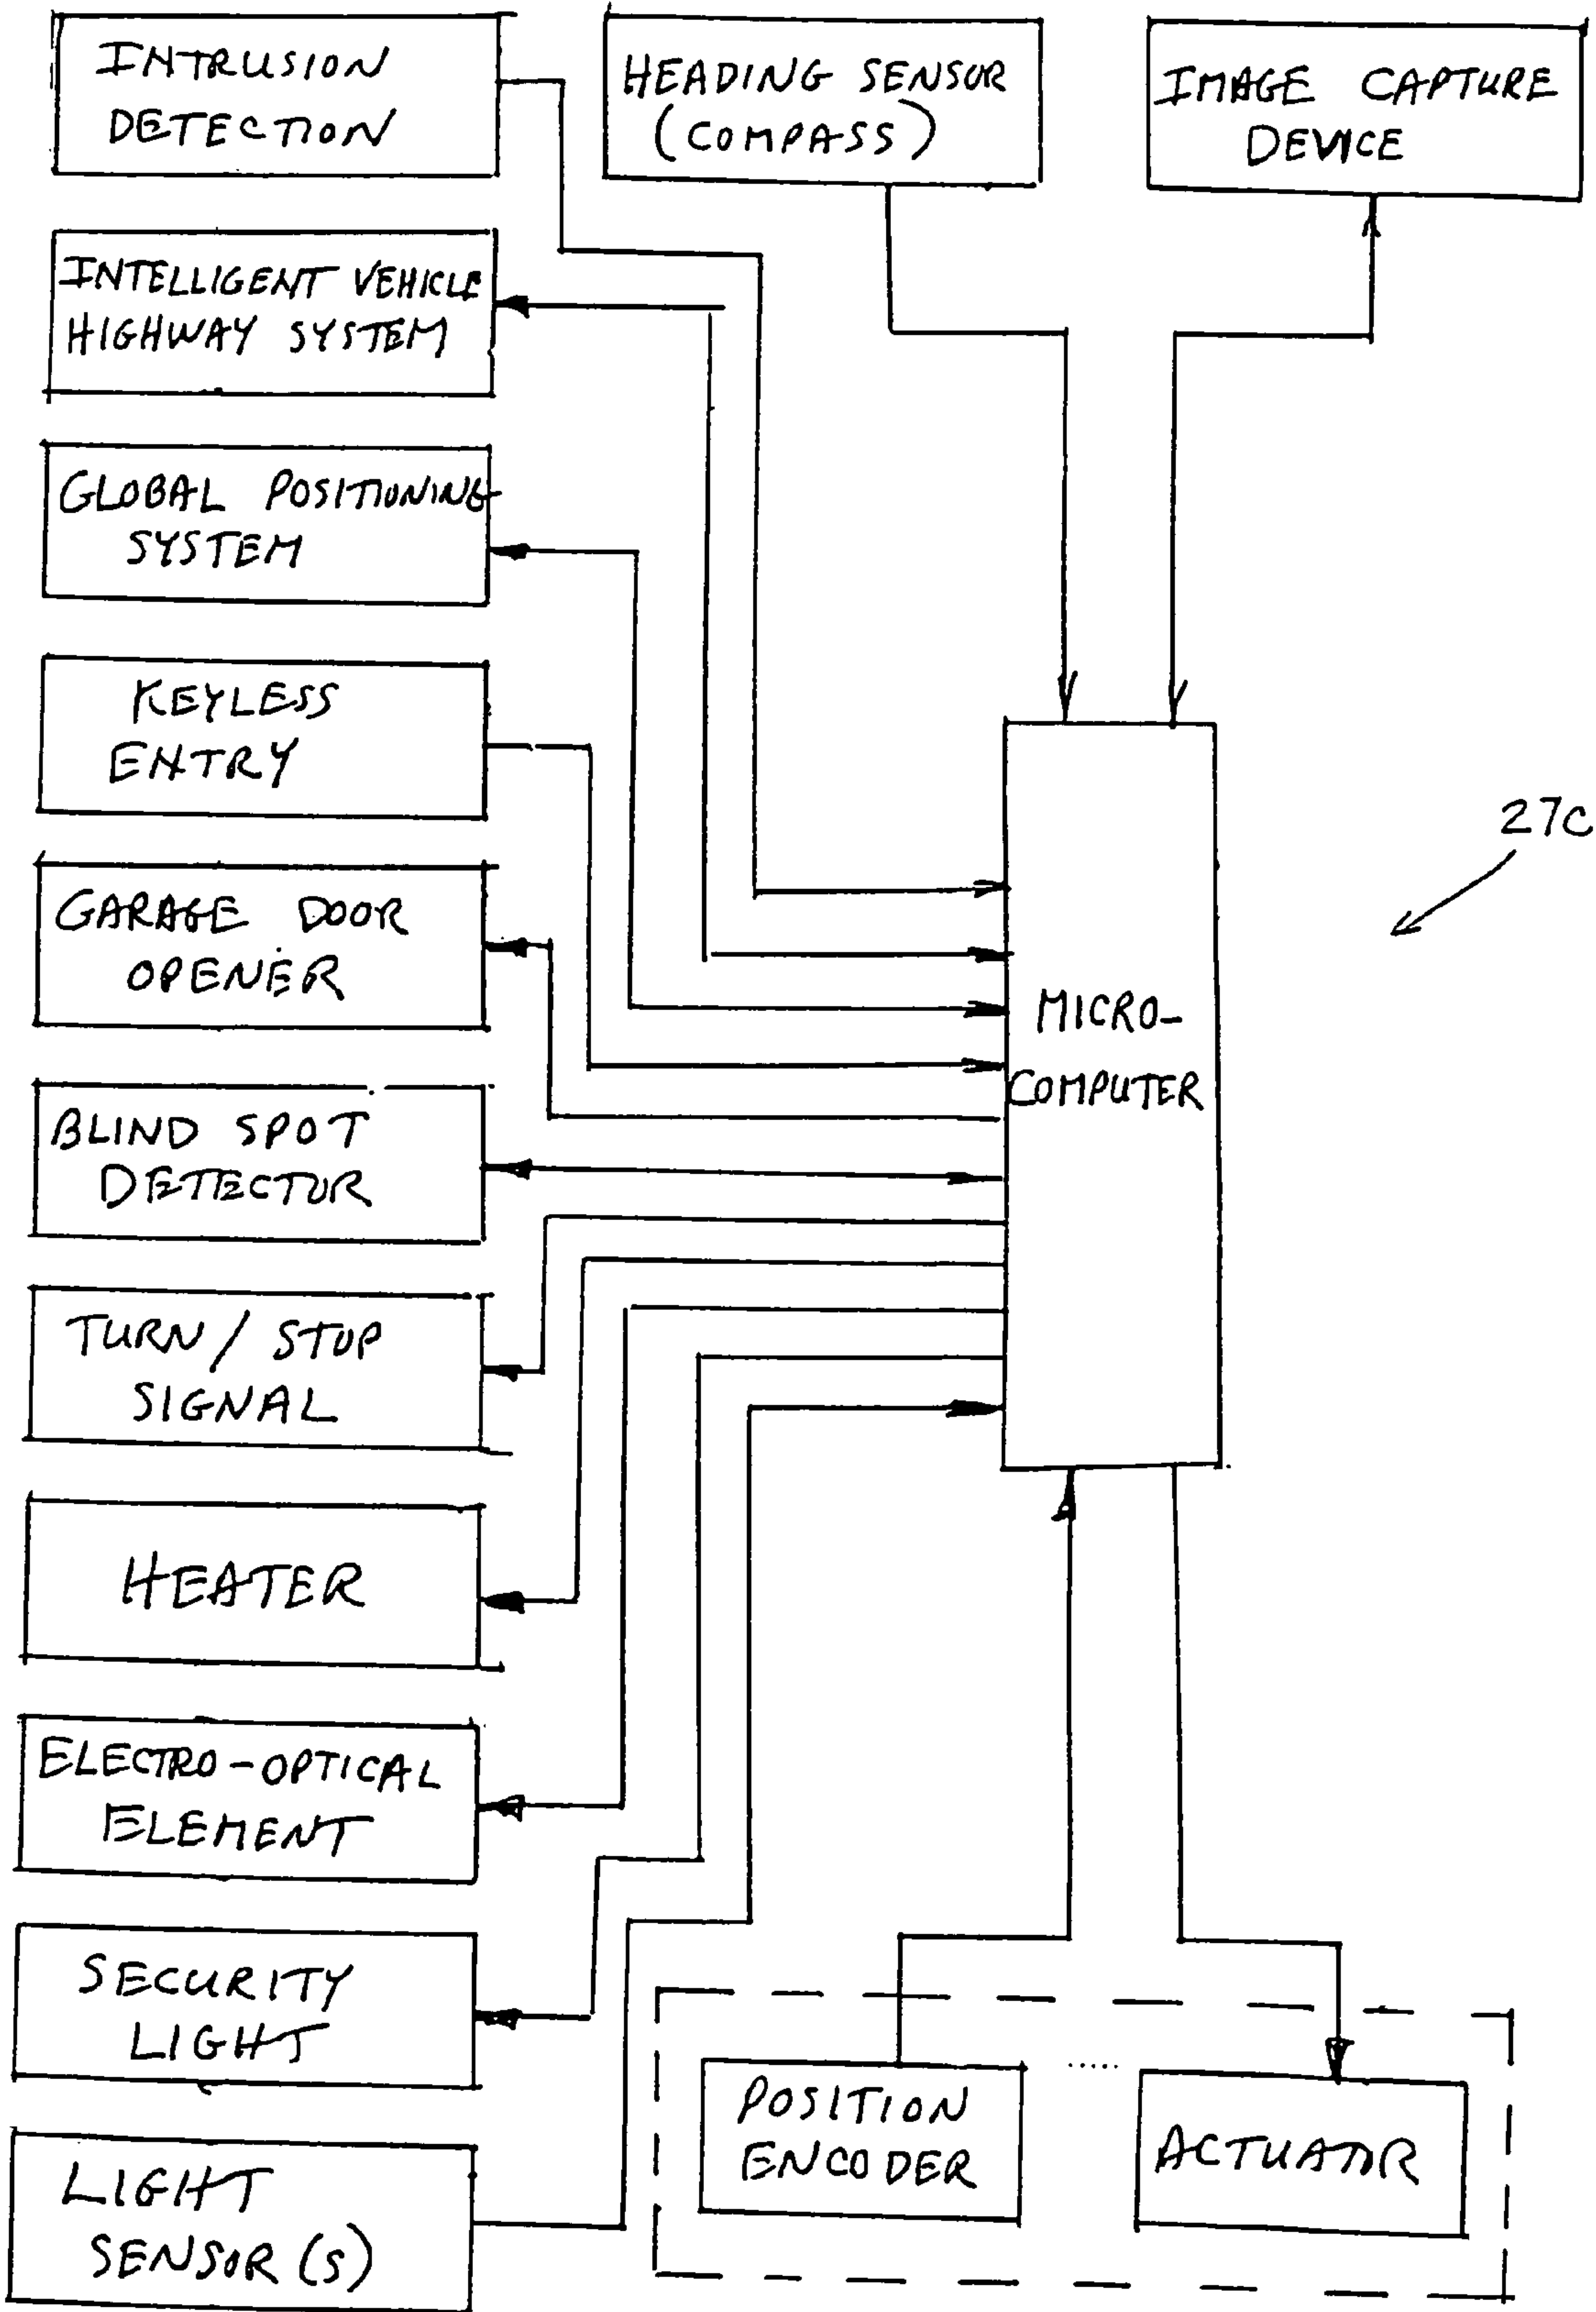 INTRUSION
DETECTION
HEADING SENSOR
(COMPASS)
IMAGE CAPTURE
DEVICE
INTELLIGENT VEHICLE
HIGHWAY SYSTEM
GLOBAL POSITIONING
SYSTEM
KEYLESS
ENTRY
27C
GARAGE DOOR
OPENER
MICRO-
COMPUTER
BLIND SPOT
DETECTOR
TURN / STOP
SIGNAL
HEATER
ELECTRO-OPTICAL
ELEMENT
SECURITY
LIGHT
POSITION
ENCODER
ACTUATOR
LIGHT
SENSOR(S)